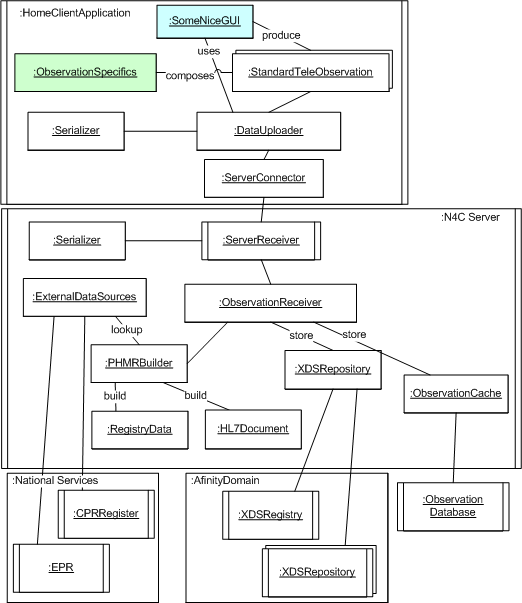 :HomeClientApplication
:SomeNiceGUI
produce
uses
:ObservationSpecifics
composes
:StandardTeleObservation
:Serializer
:DataUploader
:ServerConnector
:N4C Server
:Serializer
:ServerReceiver
:ExternalDataSources
:ObservationReceiver
lookup
store
store
:PHMRBuilder
:XDSRepository
build
build
:ObservationCache
:RegistryData
:HL7Document
:National Services
:AfinityDomain
:CPRRegister
:XDSRegistry
:Observation
Database
:EPR
:XDSRepository